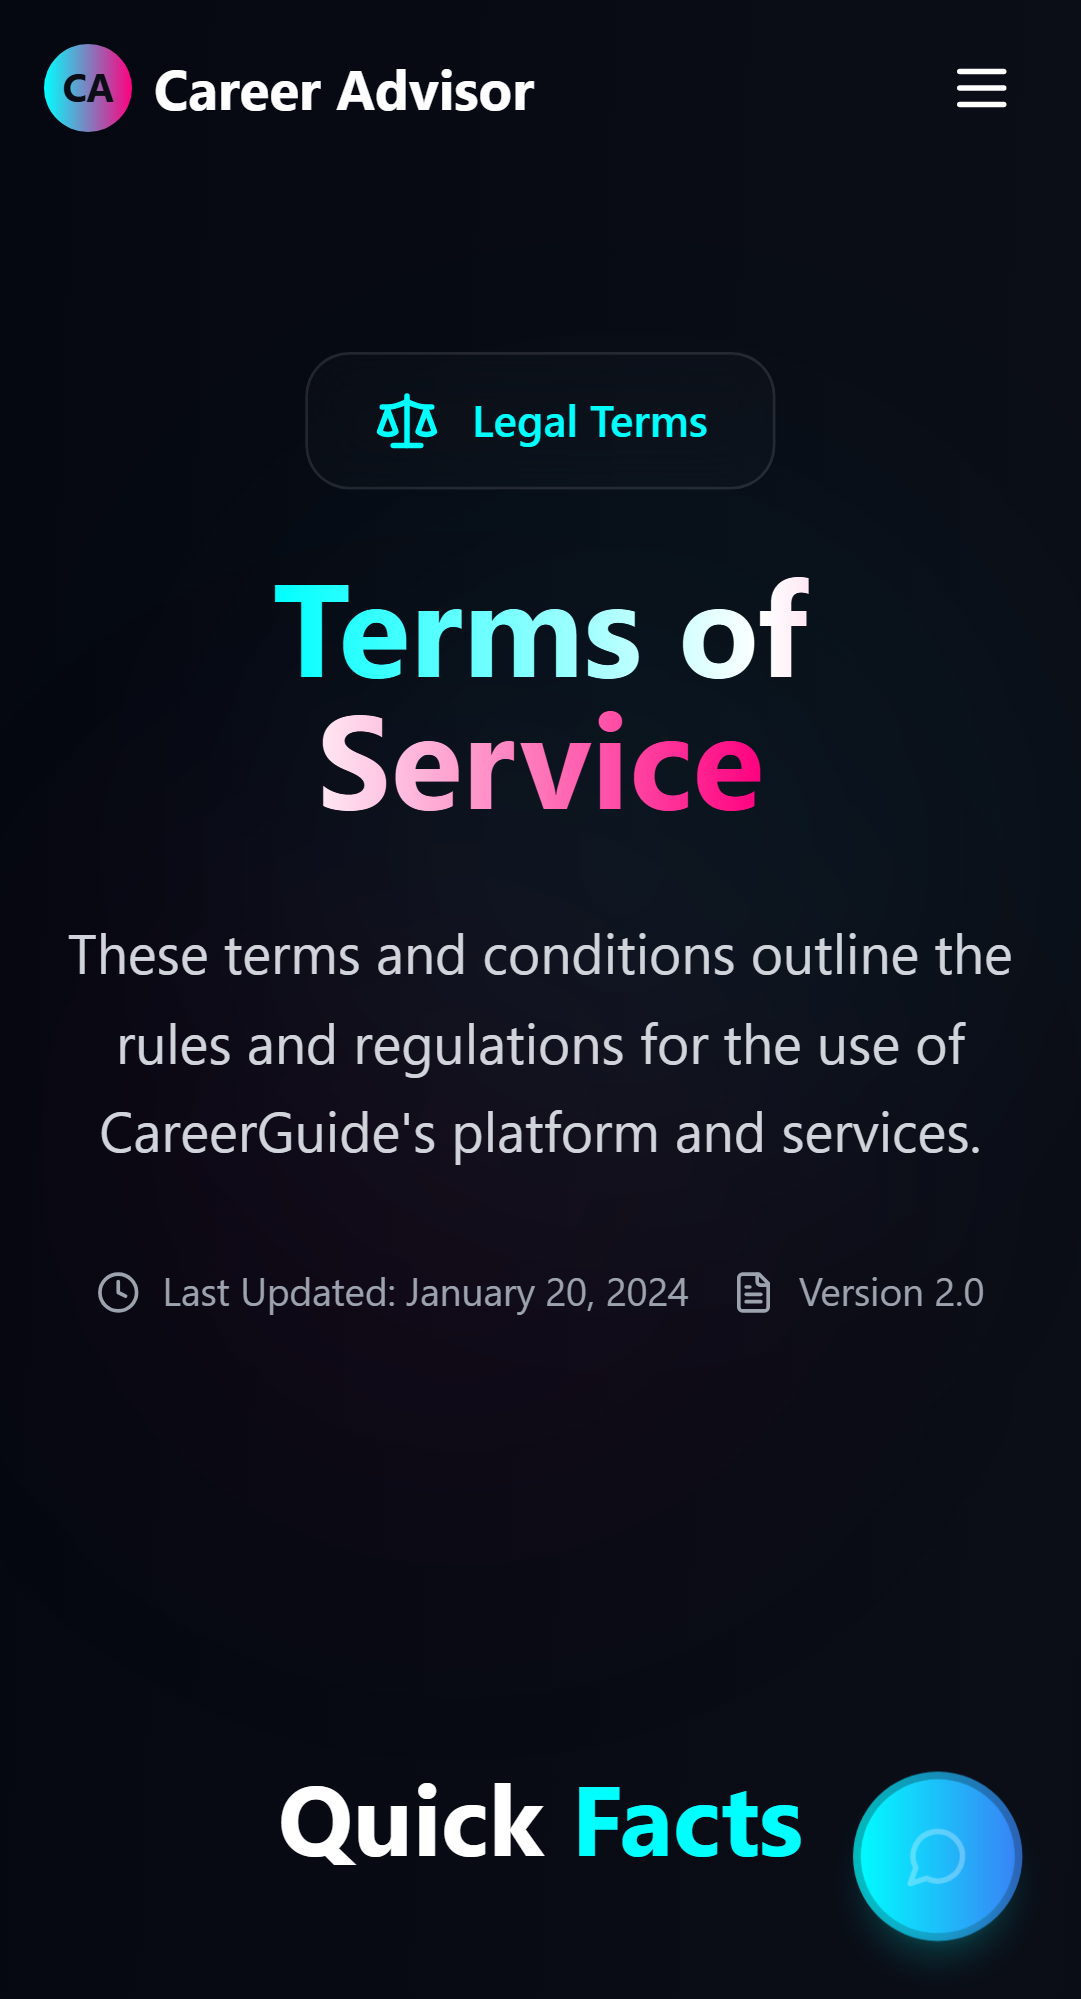 CA
Career Advisor
Legal Terms
Terms of
Service
These terms and conditions outline the
rules and regulations for the use of
CareerGuide's platform and services.
Last Updated: January 20, 2024
Version 2.0
Quick Facts